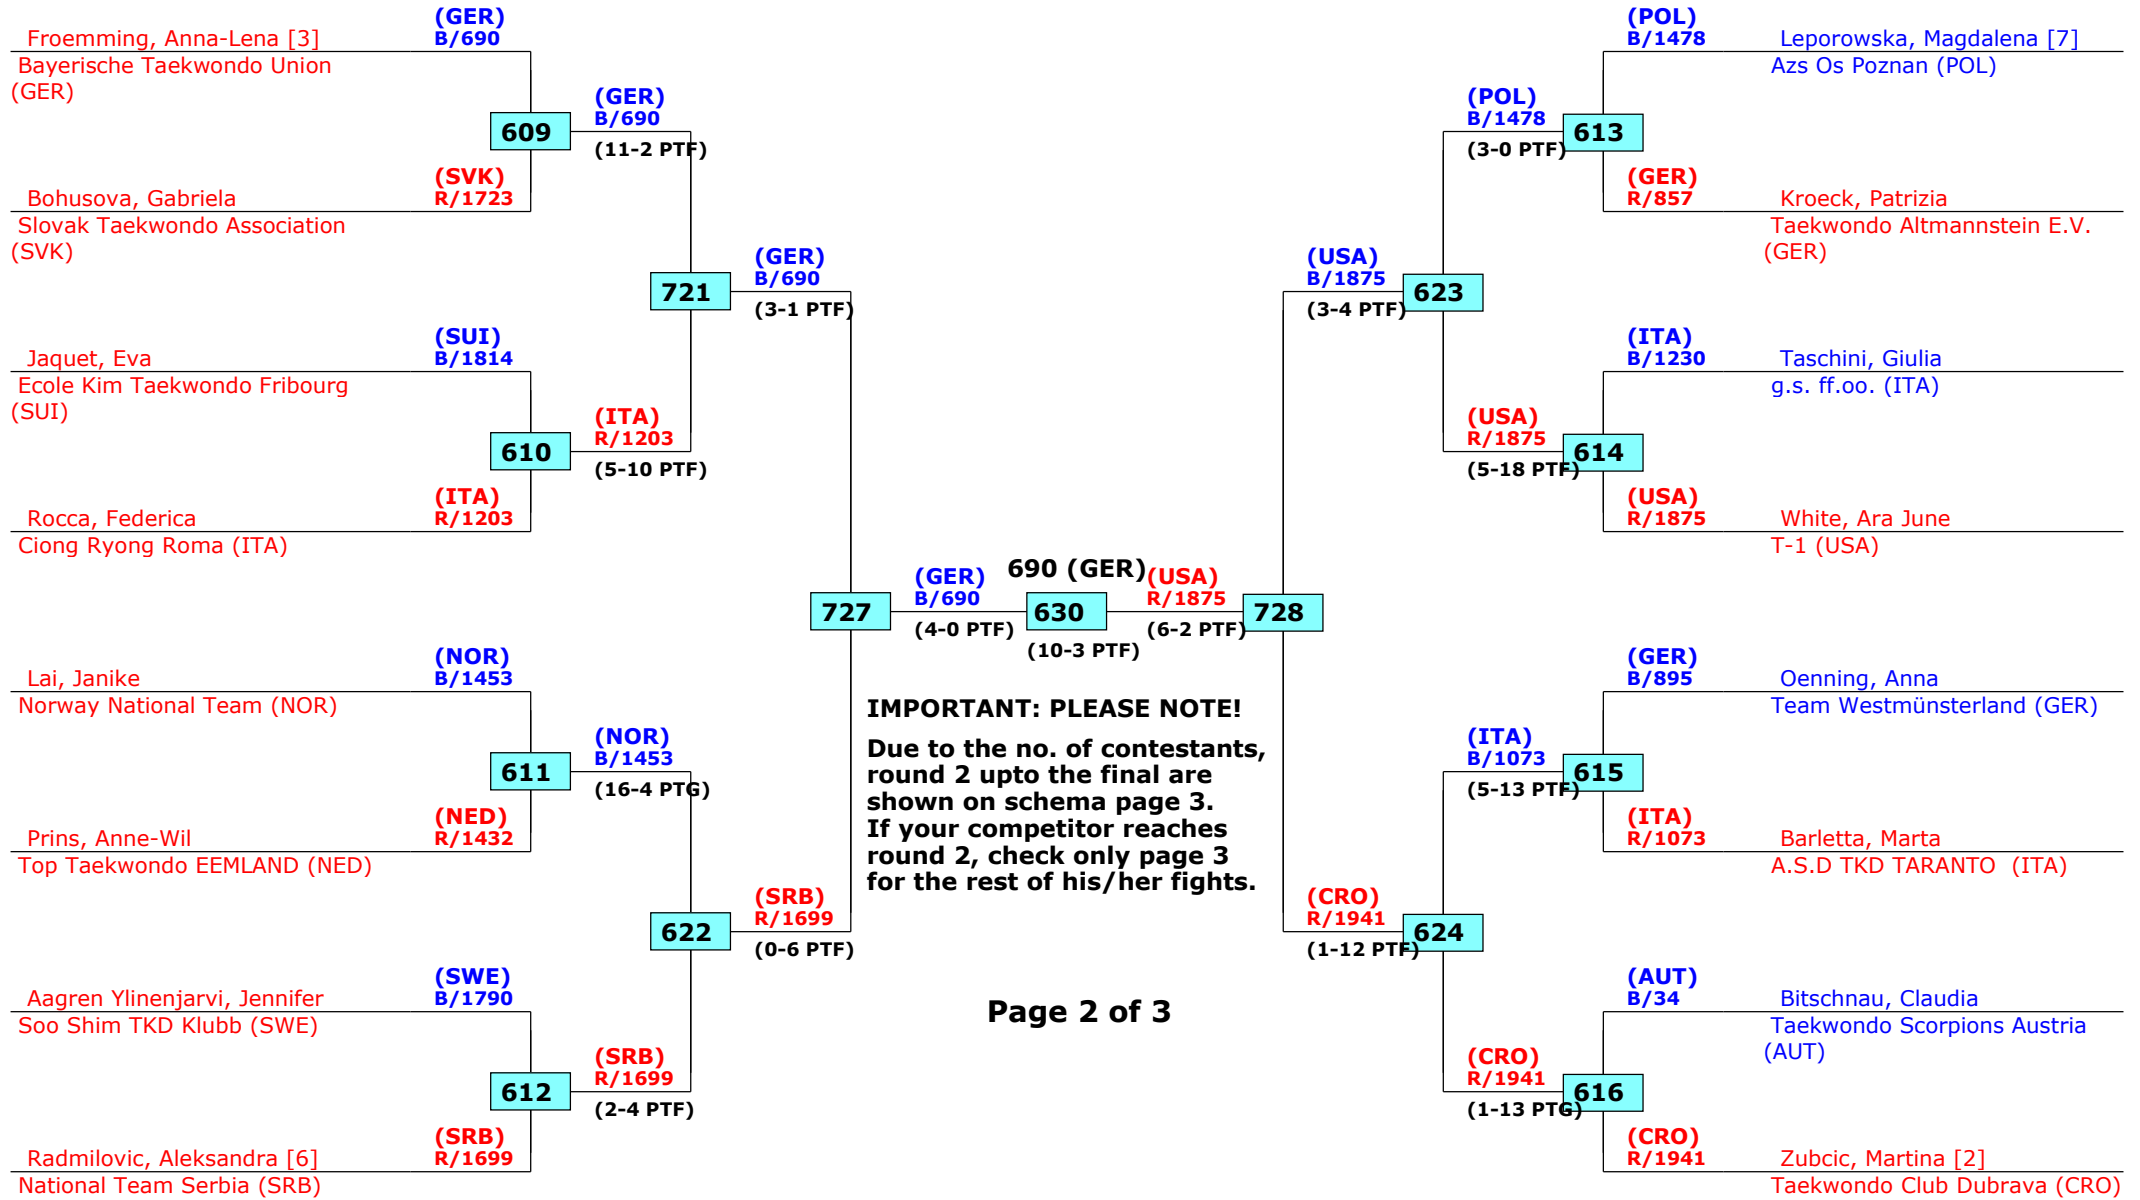 (GER)
Froemming, Anna-Lena [3] B/690
Bayerische Taekwondo Union
(GER)
(GER)
B/690
609
(11-2 PTF)
(SVK)
Bohusova, Gabriela R/1723
Slovak Taekwondo Association
(SVK)
(GER)
B/690
721
(3-1 PTF)
(SUI)
Jaquet, Eva B/1814
Ecole Kim Taekwondo Fribourg
(SUI)
(ITA)
R/1203
610
(5-10 PTF)
(ITA)
Rocca, Federica R/1203
Ciong Ryong Roma (ITA)
(GER)
B/690
727
(4-0 PTF)
(NOR)
Lai, Janike B/1453
Norway National Team (NOR)
(NOR)
B/1453
611
(16-4 PTG)
(NED)
Prins, Anne-Wil R/1432
Top Taekwondo EEMLAND (NED)
(SRB)
R/1699
622
(0-6 PTF)
(SWE)
Aagren Ylinenjarvi, Jennifer B/1790
Soo Shim TKD Klubb (SWE)
(SRB)
R/1699
612
(2-4 PTF)
(SRB)
Radmilovic, Aleksandra [6] R/1699
National Team Serbia (SRB)
690 (GER)
630
(10-3 PTF)
IMPORTANT: PLEASE NOTE!
Due to the no. of contestants,
round 2 upto the final are
shown on schema page 3.
If your competitor reaches
round 2, check only page 3
for the rest of his/her fights.
Page 2 of 3
(POL)
B/1478 Leporowska, Magdalena [7]
Azs Os Poznan (POL)
(POL)
B/1478
613
(3-0 PTF)
(GER)
R/857 Kroeck, Patrizia
Taekwondo Altmannstein E.V.
(GER)
(USA)
B/1875
623
(3-4 PTF)
(ITA)
B/1230 Taschini, Giulia
g.s. ff.oo. (ITA)
(USA)
R/1875
614
(5-18 PTF)
(USA)
R/1875 White, Ara June
T-1 (USA)
(USA)
R/1875
728
(6-2 PTF)
(GER)
B/895 Oenning, Anna
Team Westmünsterland (GER)
(ITA)
B/1073
615
(5-13 PTF)
(ITA)
R/1073 Barletta, Marta
A.S.D TKD TARANTO (ITA)
(CRO)
R/1941
624
(1-12 PTF)
(AUT)
B/34 Bitschnau, Claudia
Taekwondo Scorpions Austria
(AUT)
(CRO)
R/1941
616
(1-13 PTG)
(CRO)
R/1941 Zubcic, Martina [2]
Taekwondo Club Dubrava (CRO)